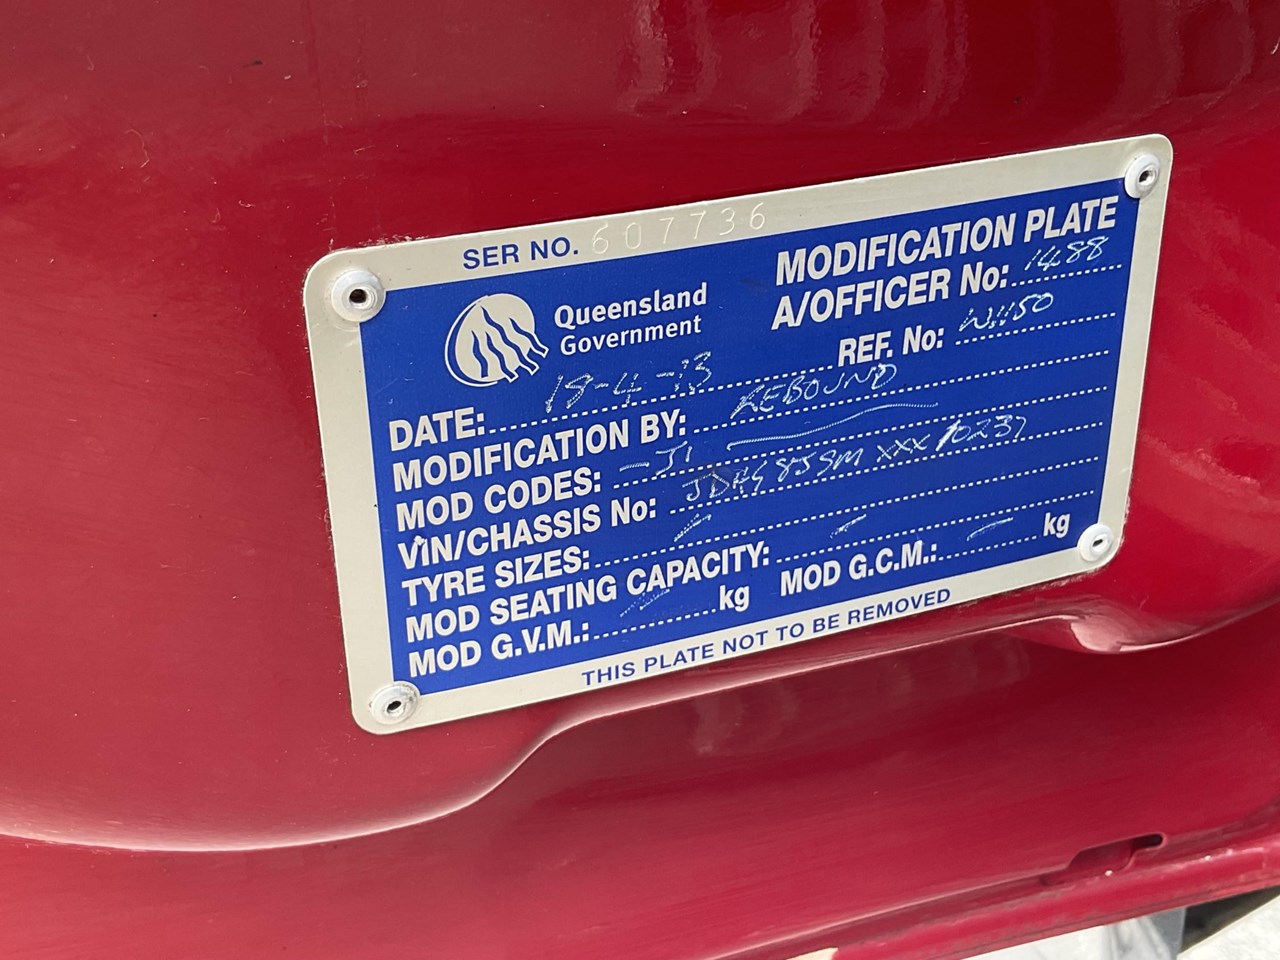 SER NO. 607736
Queensland
Government
MODIFICATION PLATE
A/OFFICER No: 1488
REF. No: W1150
DATE: 19-4-13
MODIFICATION BY: REBOUND
MOD CODES: - J1
VIN/CHASSIS No:
TYRE SIZES:
MOD SEATING CAPACITY:
MOD G.V.M.: kg MOD G.C.M.: kg
THIS PLATE NOT TO BE REMOVED